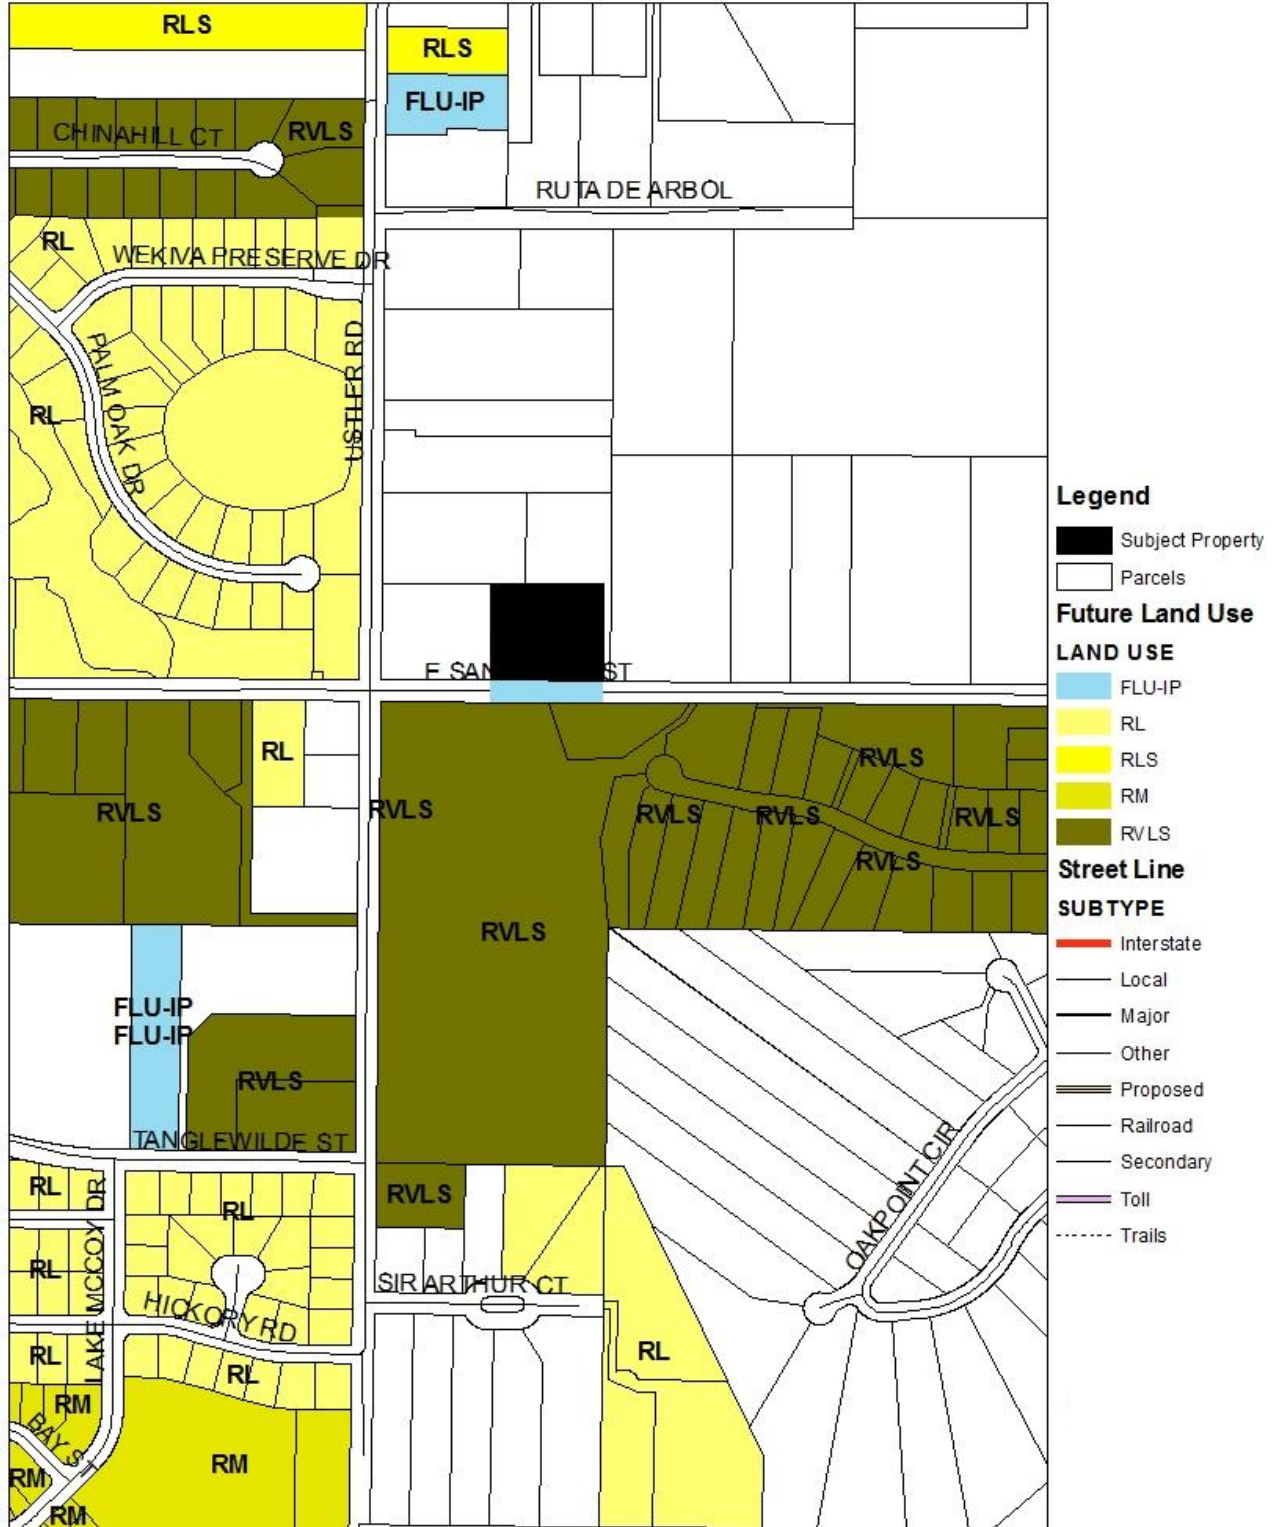 RLS
RLS
FLU-IP
CHINAHILL CT
RVLS
RUTA DE ARBOL
RL
WEKIVA PRESERVE DR
PALM OAK DR
USTLER RD
RL
E SAN
ST
RL
RVLS
RVLS
RVLS
RVLS
RVLS
RVLS
RVLS
RVLS
FLU-IP
FLU-IP
RVLS
TANGLEWILDE ST
RL
RL
RVLS
LAKE MCCOY DR
RL
SIR ARTHUR CT
OAKPOINT CIR
HICKORY RD
RL
RL
RL
RM
BAY ST
RM
RM
RM
Legend
Subject Property
Parcels
Future Land Use
LAND USE
FLU-IP
RL
RLS
RM
RVLS
Street Line
SUBTYPE
Interstate
Local
Major
Other
Proposed
Railroad
Secondary
Toll
Trails